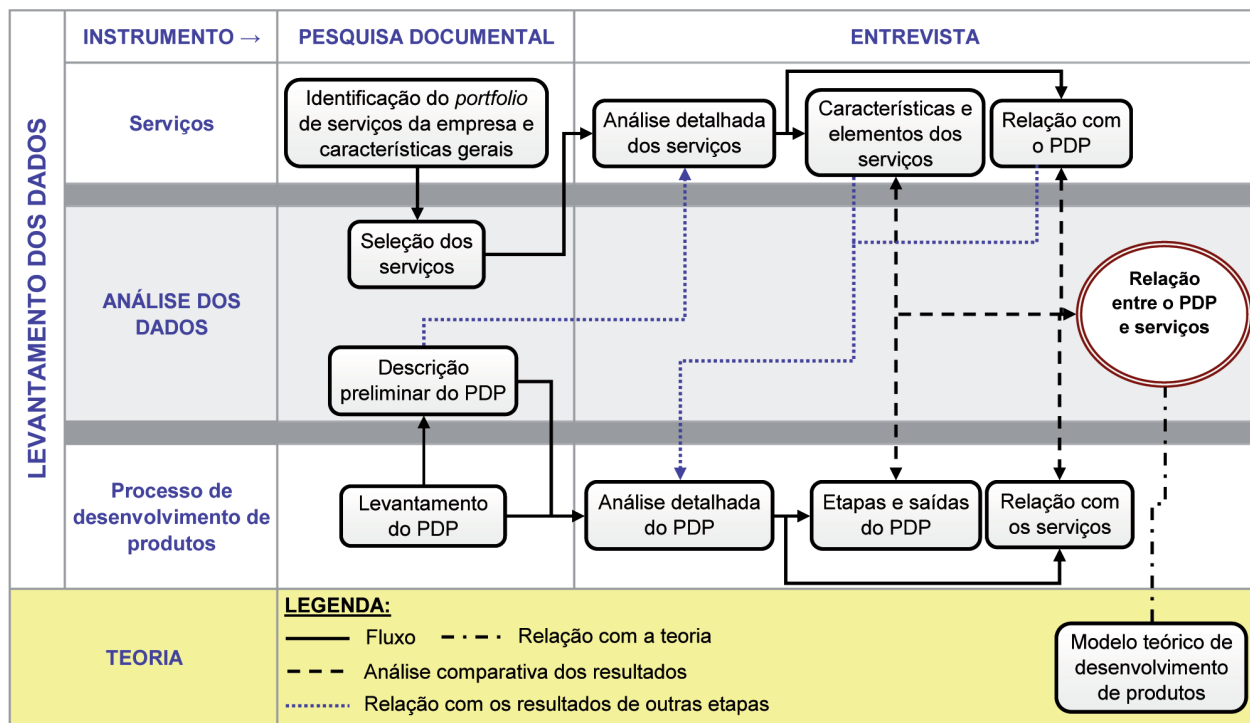 LEVANTAMENTO DOS DADOS
INSTRUMENTO →
PESQUISA DOCUMENTAL
ENTREVISTA
Serviços
Identificação do portfolio
de serviços da empresa e
características gerais
Análise detalhada
dos serviços
Características e
elementos dos
serviços
Relação com
o PDP
ANÁLISE DOS
DADOS
Seleção dos
serviços
Descrição
preliminar do PDP
Relação
entre o PDP
e serviços
Processo de
desenvolvimento de
produtos
Levantamento
do PDP
Análise detalhada
do PDP
Etapas e saídas
do PDP
Relação com
os serviços
TEORIA
LEGENDA:
Fluxo
Relação com a teoria
Análise comparativa dos resultados
Relação com os resultados de outras etapas
Modelo teórico de
desenvolvimento
de produtos